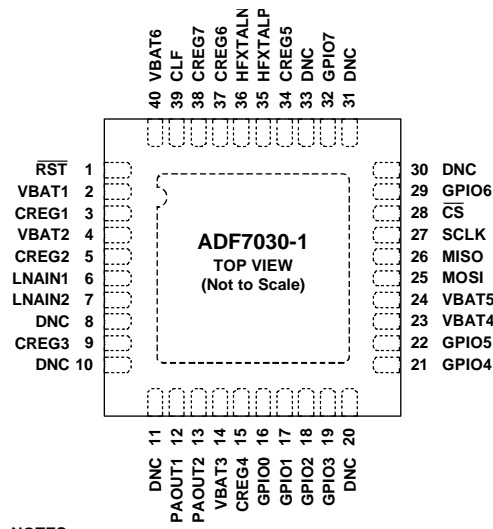 40 VBAT6
39 CLF
38 CREG7
37 CREG6
36 HFXTALN
35 HFXTALP
34 CREG5
33 DNC
32 GPIO7
31 DNC
RST 1
VBAT1 2
CREG1 3
VBAT2 4
CREG2 5
LNAIN1 6
LNAIN2 7
DNC 8
CREG3 9
DNC 10
ADF7030-1
TOP VIEW
(Not to Scale)
30 DNC
29 GPIO6
28 CS
27 SCLK
26 MISO
25 MOSI
24 VBAT5
23 VBAT4
22 GPIO5
21 GPIO4
DNC 11
PAOUT1 12
PAOUT2 13
VBAT3 14
CREG4 15
GPIO0 16
GPIO1 17
GPIO2 18
GPIO3 19
DNC 20